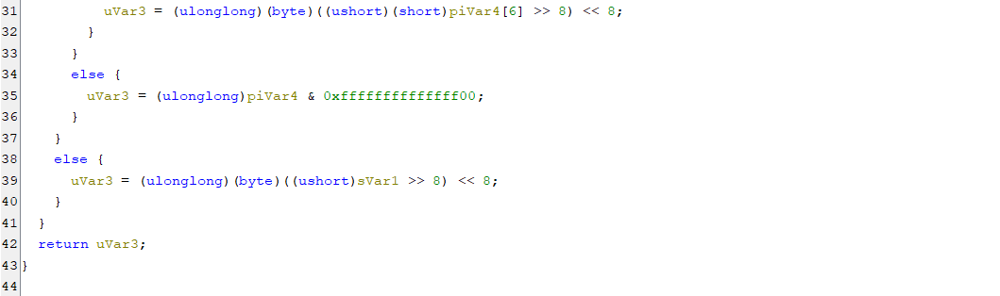 31 uVar3 = (ulonglong)(byte)((ushort)(short)piVar4[6] >> 8) << 8;
32 }
33 }
34 else {
35 uVar3 = (ulonglong)piVar4 & 0xffffffffffffff00;
36 }
37 }
38 else {
39 uVar3 = (ulonglong)(byte)((ushort)sVar1 >> 8) << 8;
40 }
41 }
42 return uVar3;
43 }
44